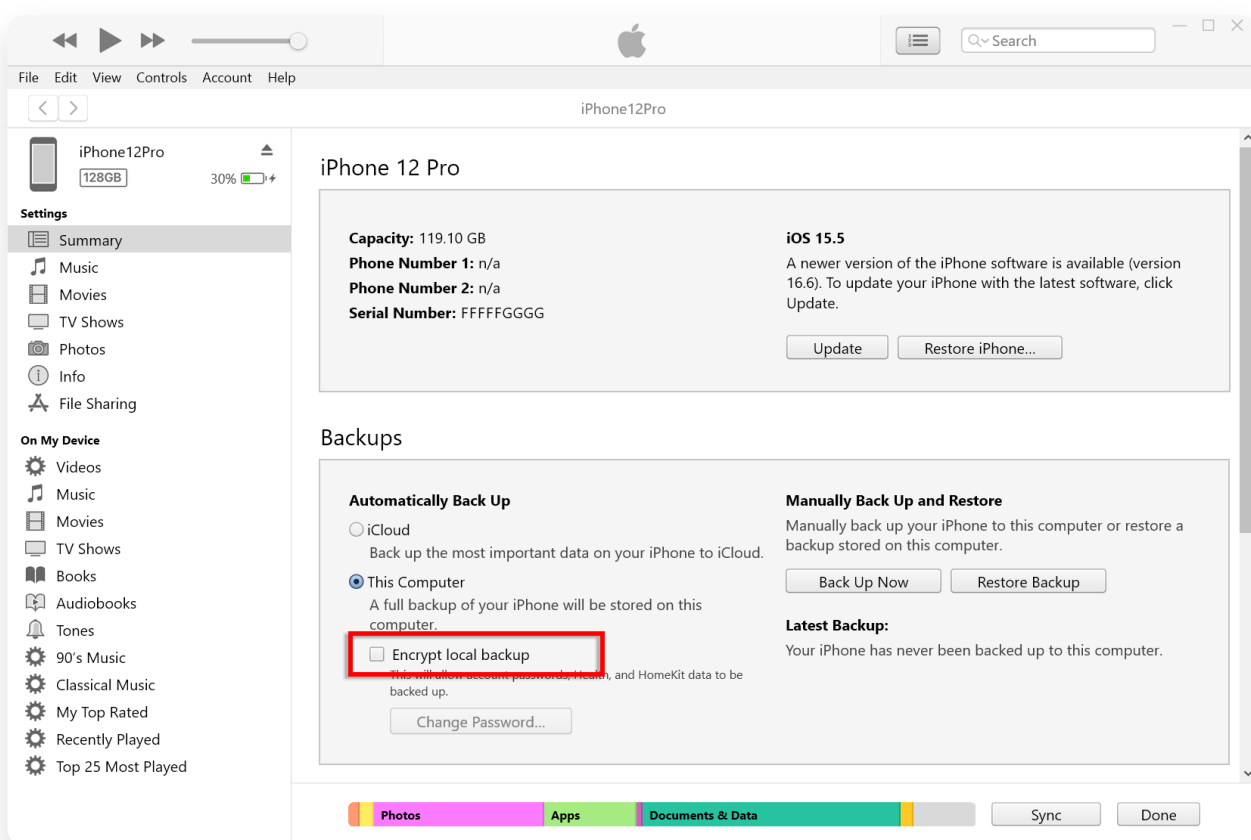 Search
File Edit View Controls Account Help
iPhone12Pro
iPhone12Pro
128GB
30%
Settings
Summary
Music
Movies
TV Shows
Photos
Info
File Sharing
On My Device
Videos
Music
Movies
TV Shows
Books
Audiobooks
Tones
90's Music
Classical Music
My Top Rated
Recently Played
Top 25 Most Played
iPhone 12 Pro
Capacity: 119.10 GB
Phone Number 1: n/a
Phone Number 2: n/a
Serial Number: FFFFFGGGG
iOS 15.5
A newer version of the iPhone software is available (version
16.6). To update your iPhone with the latest software, click
Update.
Update Restore iPhone...
Backups
Automatically Back Up
iCloud
Back up the most important data on your iPhone to iCloud.
This Computer
A full backup of your iPhone will be stored on this
computer.
Encrypt local backup
This will allow account passwords, Health, and HomeKit data to be
backed up.
Change Password...
Manually Back Up and Restore
Manually back up your iPhone to this computer or restore a
backup stored on this computer.
Back Up Now Restore Backup
Latest Backup:
Your iPhone has never been backed up to this computer.
Photos Apps Documents & Data Sync Done